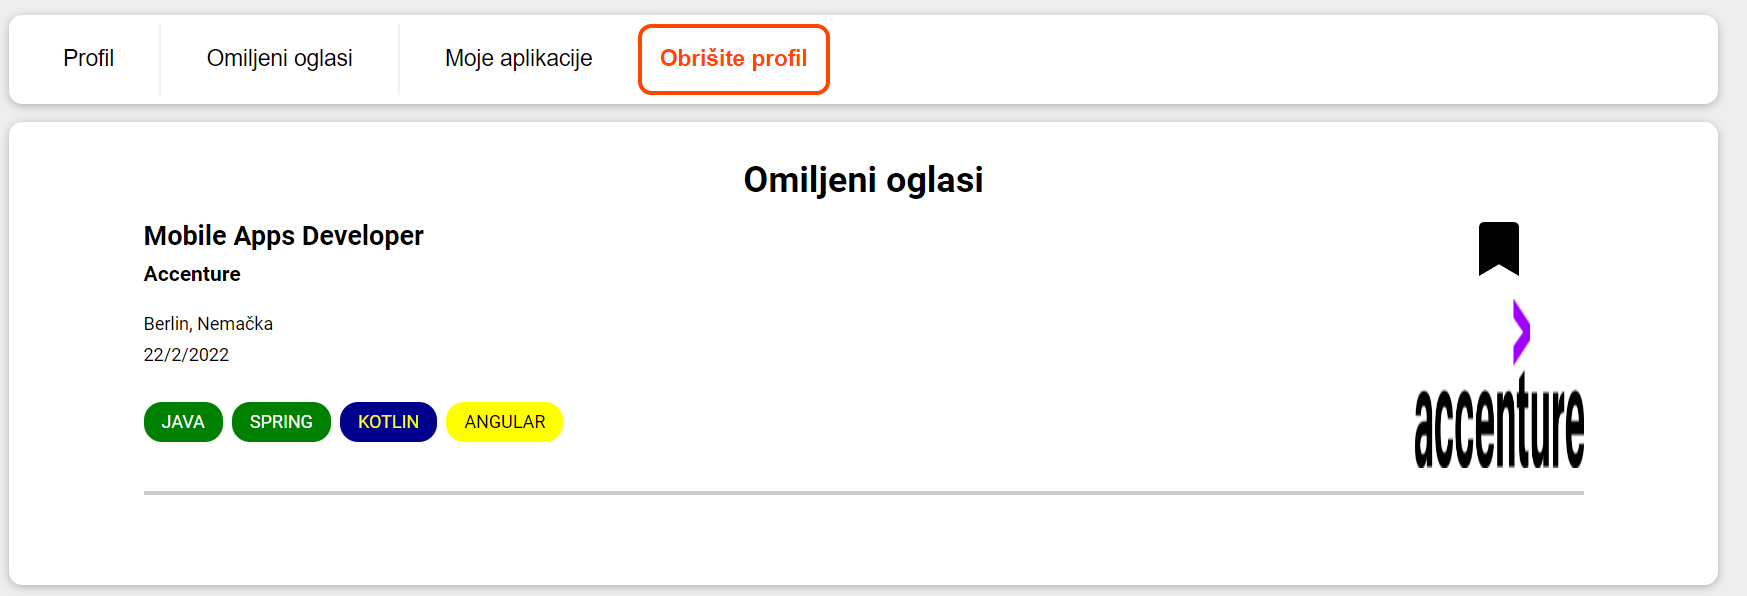 Profil
Omiljeni oglasi
Moje aplikacije
Obrišite profil
Omiljeni oglasi
Mobile Apps Developer
Accenture
Berlin, Nemačka
22/2/2022
JAVA SPRING KOTLIN ANGULAR
accenture